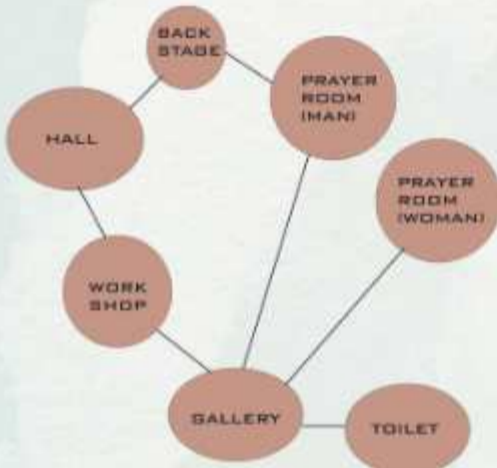 BACK
STAGE
PRAYER
ROOM
(MAN)
HALL
PRAYER
ROOM
(WOMAN)
WORK
SHOP
GALLERY
TOILET